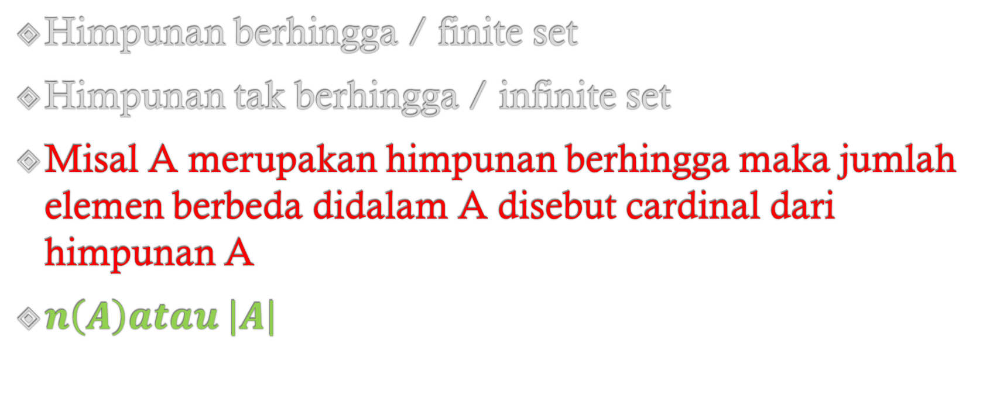 Himpunan berhingga / finite set
Himpunan tak berhingga / infinite set
Misal A merupakan himpunan berhingga maka jumlah
elemen berbeda didalam A disebut cardinal dari
himpunan A
n(A)atau |A|